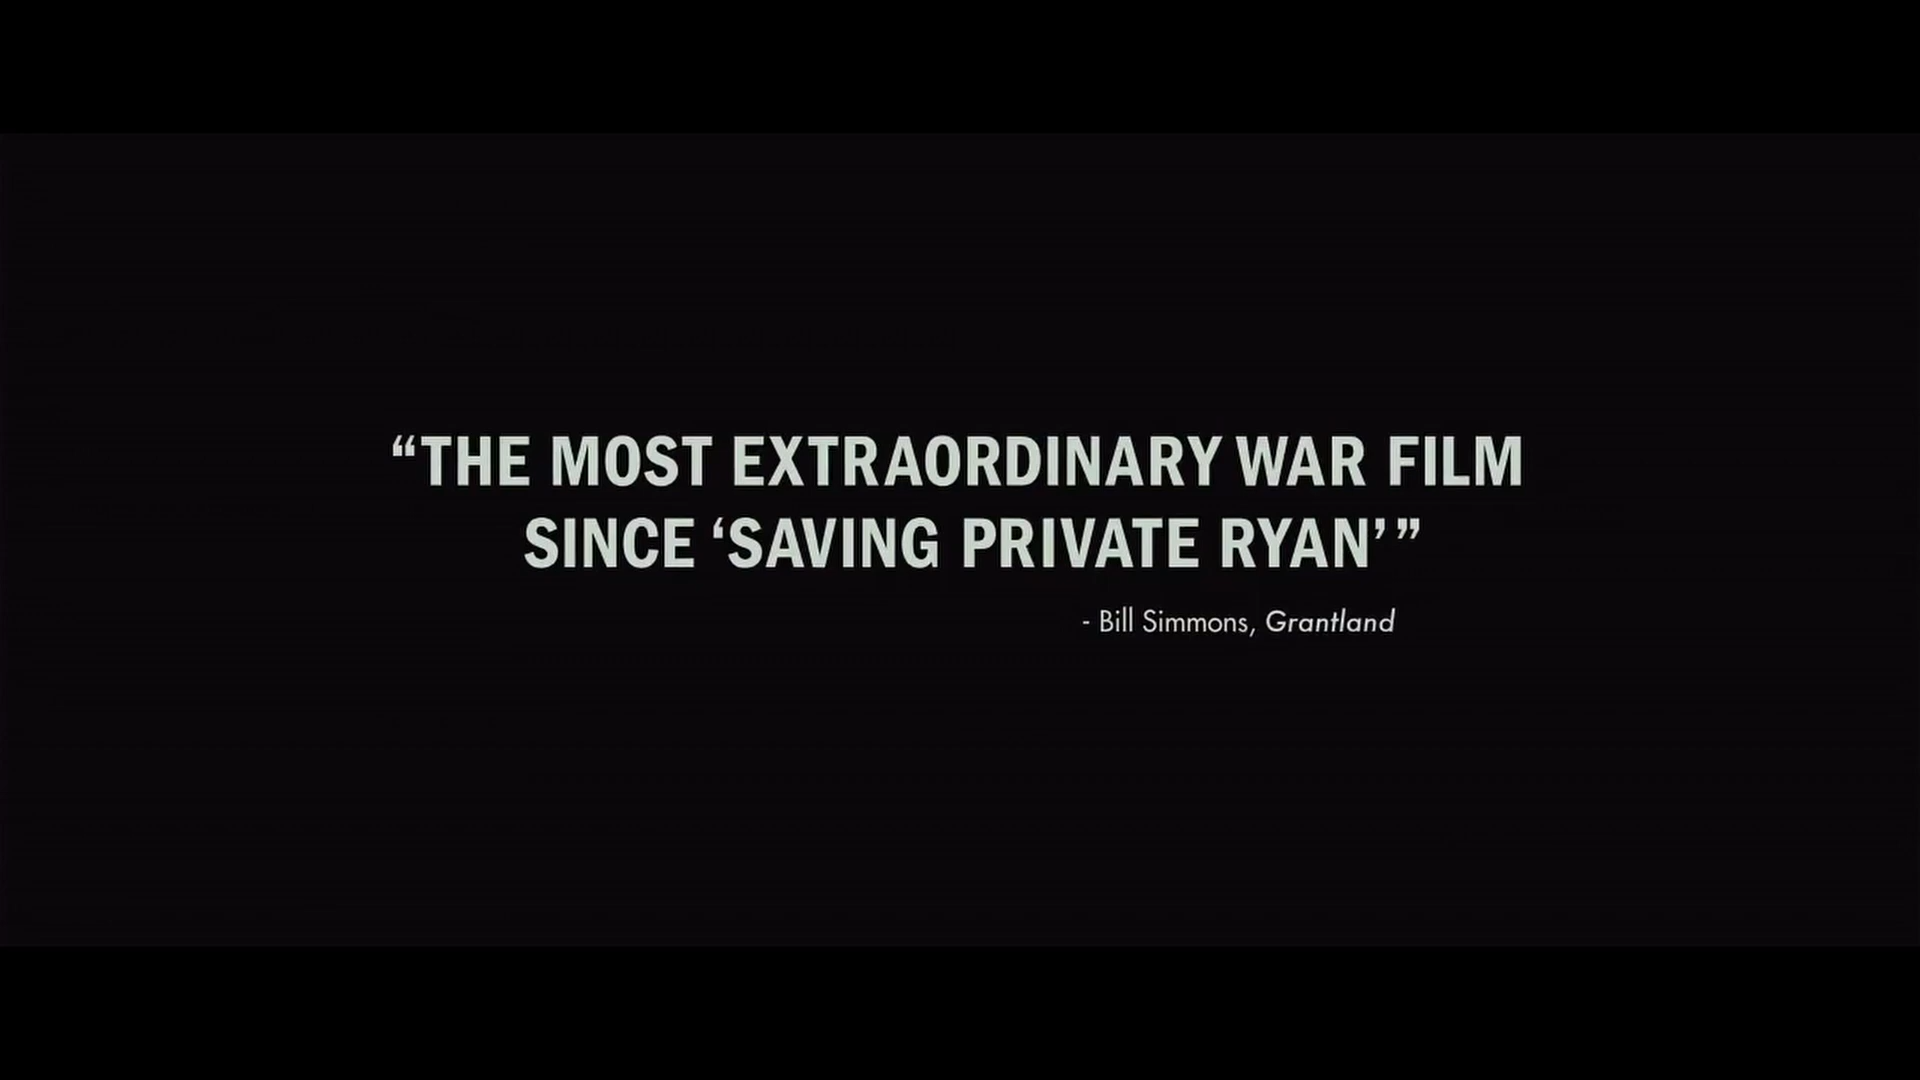 “THE MOST EXTRAORDINARY WAR FILM
SINCE ‘SAVING PRIVATE RYAN’”
- Bill Simmons, Grantland